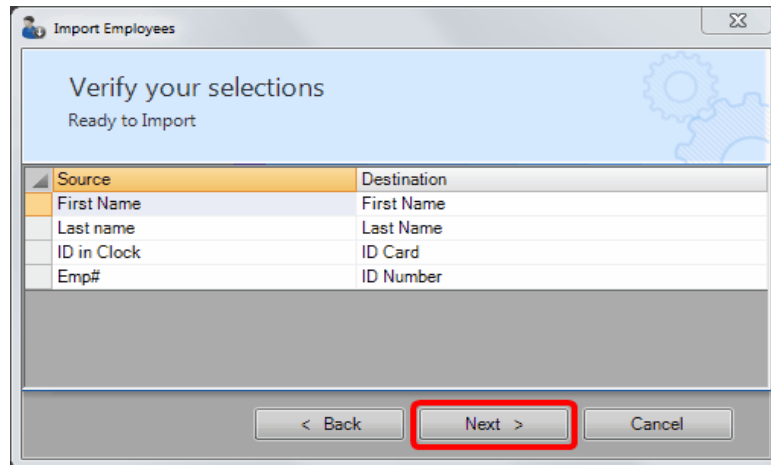 Import Employees
Verify your selections
Ready to Import
Source Destination
First Name First Name
Last name Last Name
ID in Clock ID Card
Emp# ID Number
< Back Next > Cancel